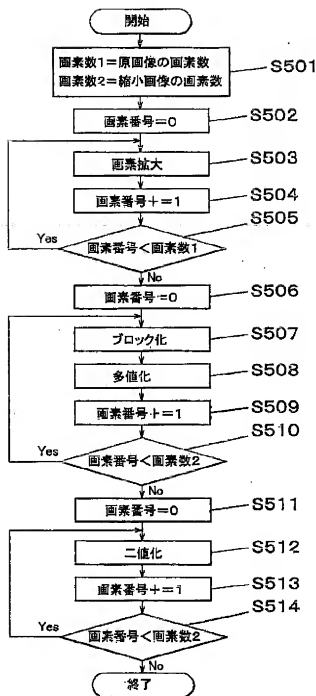 開始
画素数1=原画像の画素数
画素数2=縮小画像の画素数
S501
画素番号=0
S502
画素拡大
S503
画素番号+=1
S504
画素番号<画素数1
S505
Yes
No
画素番号=0
S506
ブロック化
S507
多値化
S508
画素番号+=1
S509
画素番号<画素数2
S510
Yes
No
画素番号=0
S511
二値化
S512
画素番号+=1
S513
画素番号<画素数2
S514
Yes
No
終了